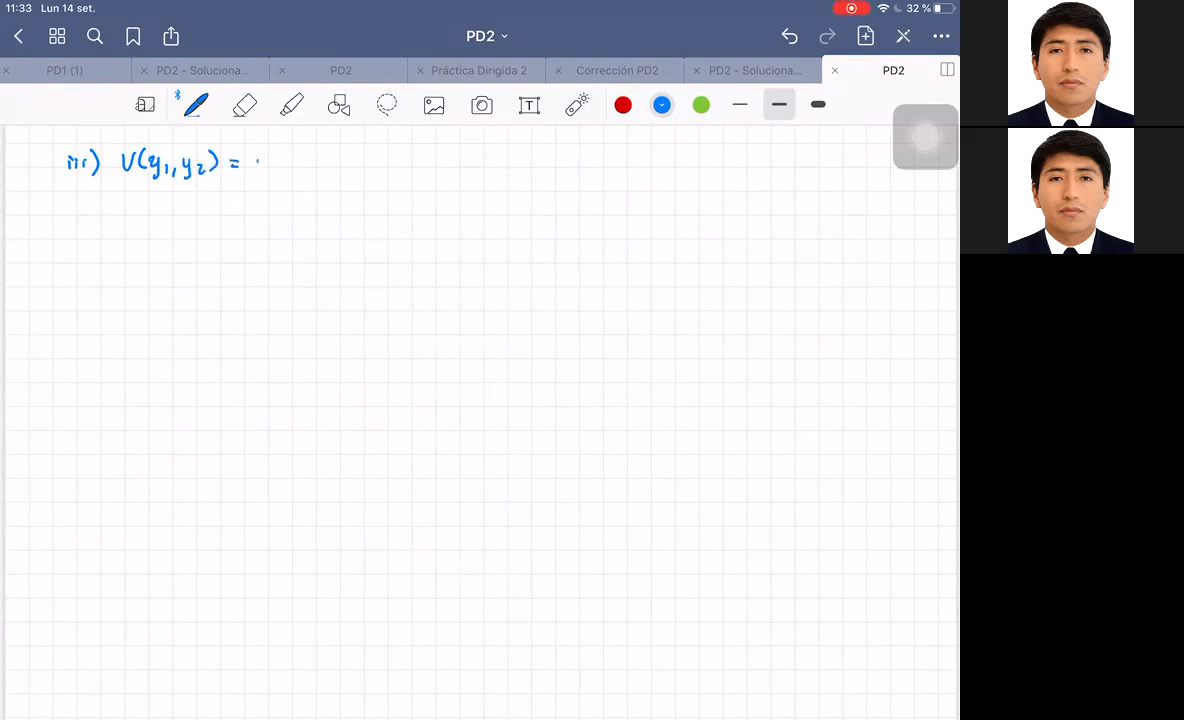 11:33 Lun 14 set. 32 %
PD2
PD1 (1) PD2 - Soluciona... PD2 Práctica Dirigida 2 Corrección PD2 PD2 - Soluciona... PD2
iii) V(y₁, y₂) =